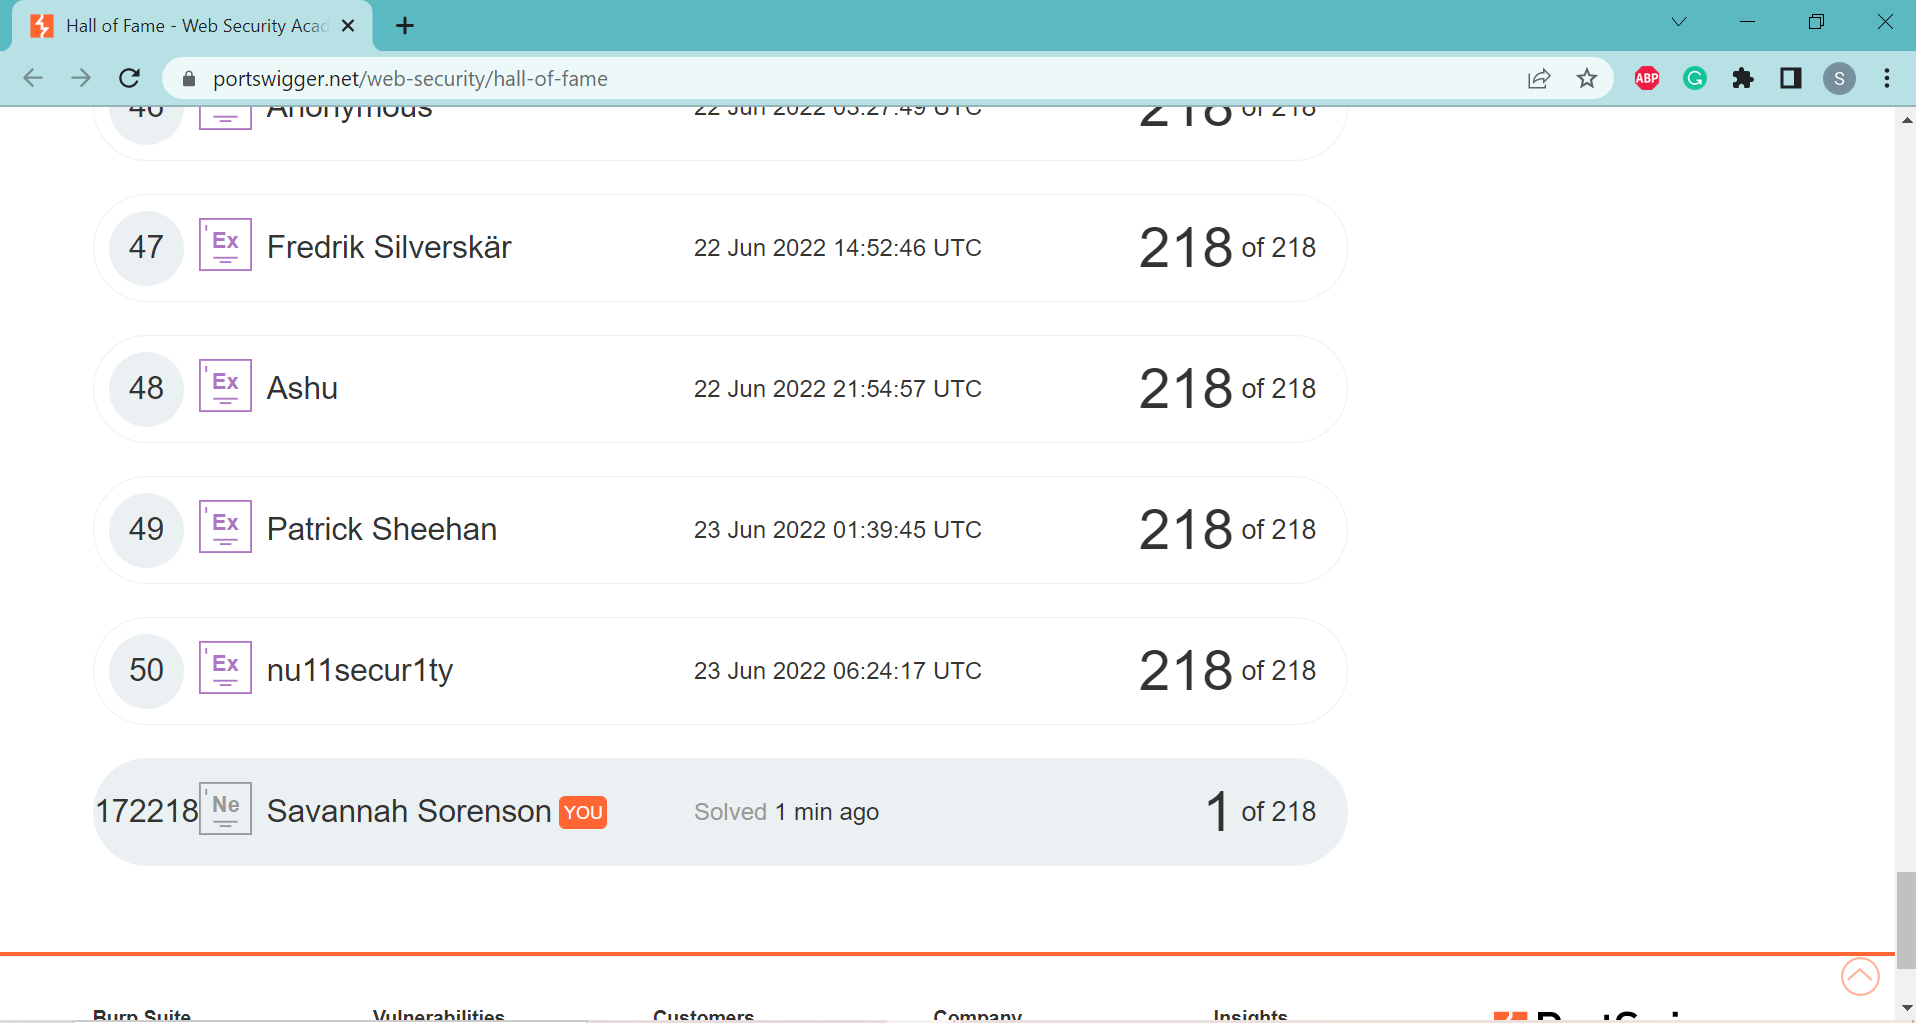 Hall of Fame - Web Security Acad
portswigger.net/web-security/hall-of-fame
ABP
G
S
46 Anonymous 22 Jun 2022 05:27:49 UTC 218 of 218
47 Ex Fredrik Silverskär 22 Jun 2022 14:52:46 UTC 218 of 218
48 Ex Ashu 22 Jun 2022 21:54:57 UTC 218 of 218
49 Ex Patrick Sheehan 23 Jun 2022 01:39:45 UTC 218 of 218
50 Ex nu11secur1ty 23 Jun 2022 06:24:17 UTC 218 of 218
172218 Ne Savannah Sorenson YOU Solved 1 min ago 1 of 218
Burp Suite Vulnerabilities Customers Company Insights